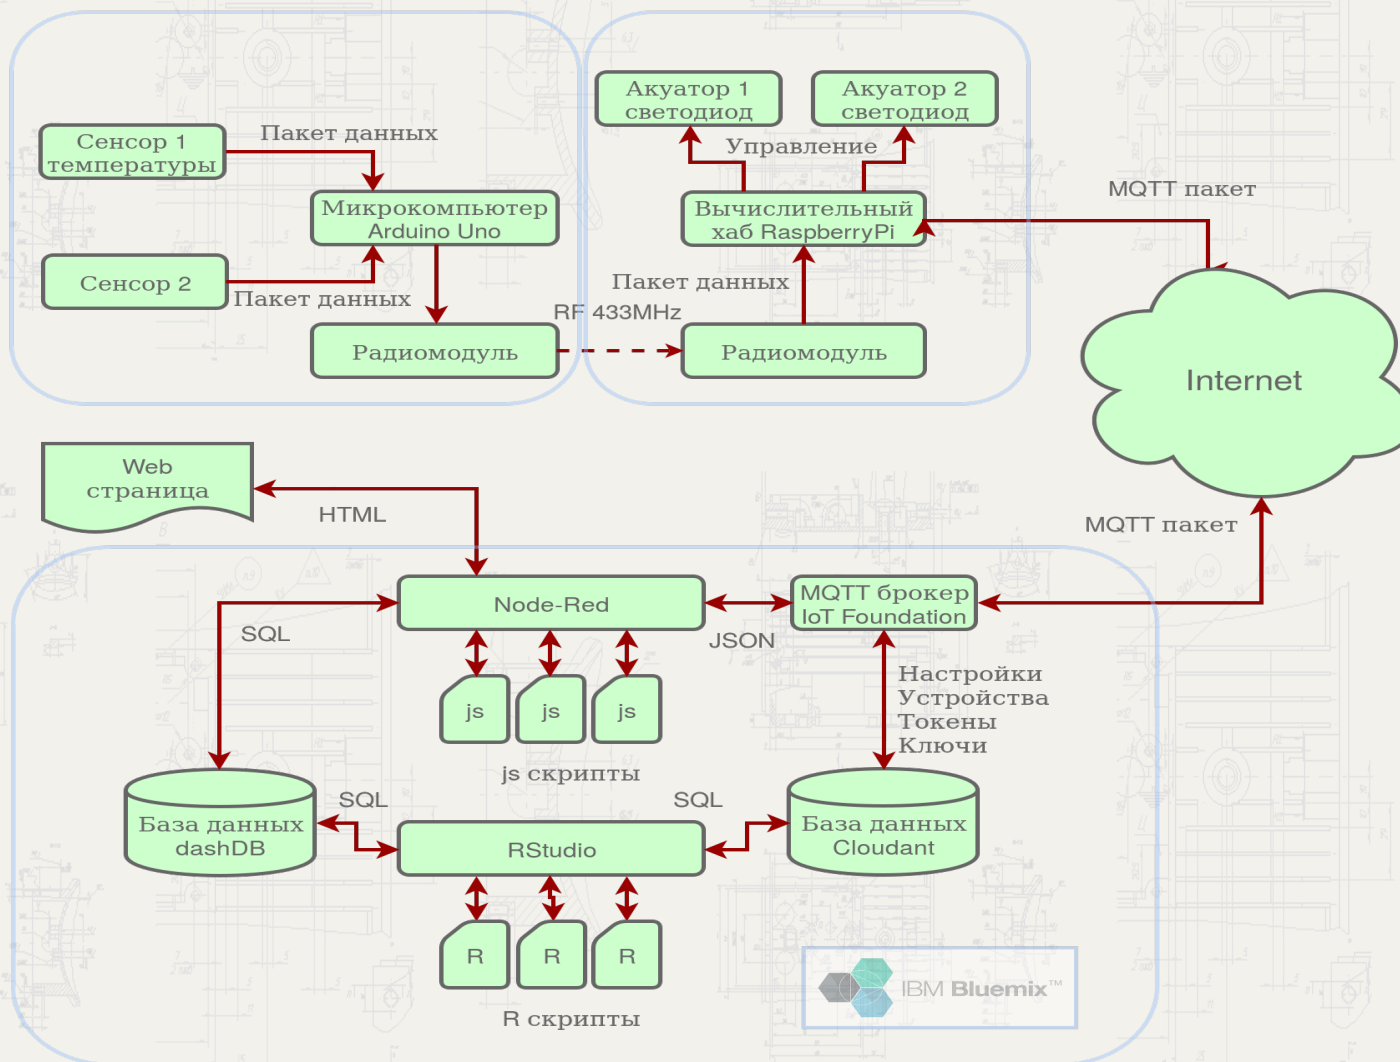 Сенсор 1
температуры
Пакет данных
Микрокомпьютер
Arduino Uno
Сенсор 2
Пакет данных
Радиомодуль
RF 433MHz
Акуатор 1
светодиод
Акуатор 2
светодиод
Управление
Вычислительный
хаб RaspberryPi
Пакет данных
Радиомодуль
MQTT пакет
Internet
MQTT пакет
Web
страница
HTML
Node-Red
MQTT брокер
IoT Foundation
SQL
JSON
js
js
js
js скрипты
Настройки
Устройства
Токены
Ключи
База данных
dashDB
SQL
RStudio
SQL
База данных
Cloudant
R
R
R
R скрипты
IBM Bluemix™